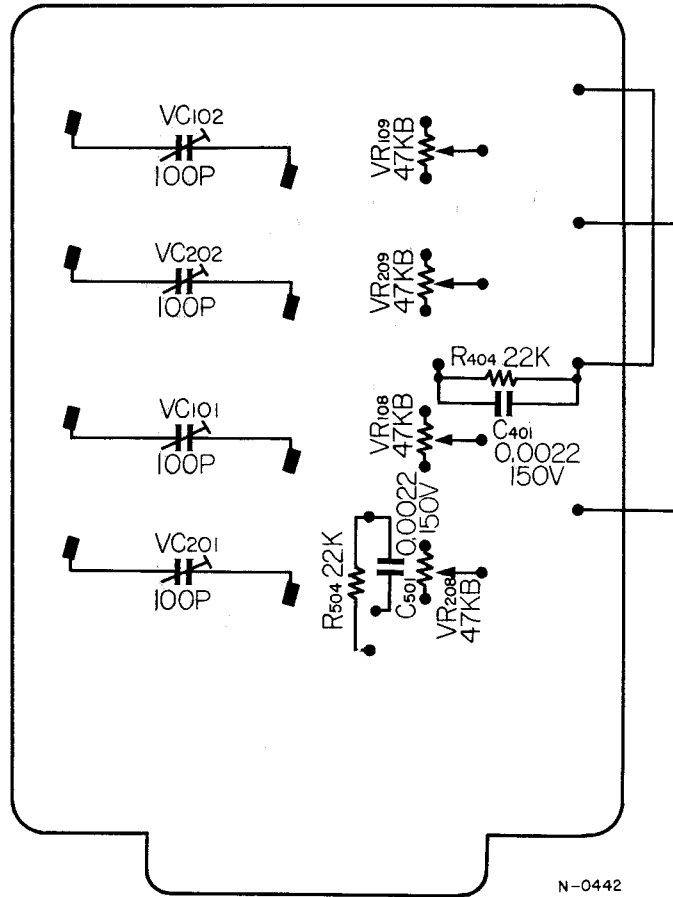 VC102
100P
VR109
47KB
VC202
100P
VR209
47KB
R404 22K
C401
0.0022
150V
VC101
100P
VR108
47KB
VC201
100P
R504 22K
C501 0.0022
150V
VR208
47KB
N-0442